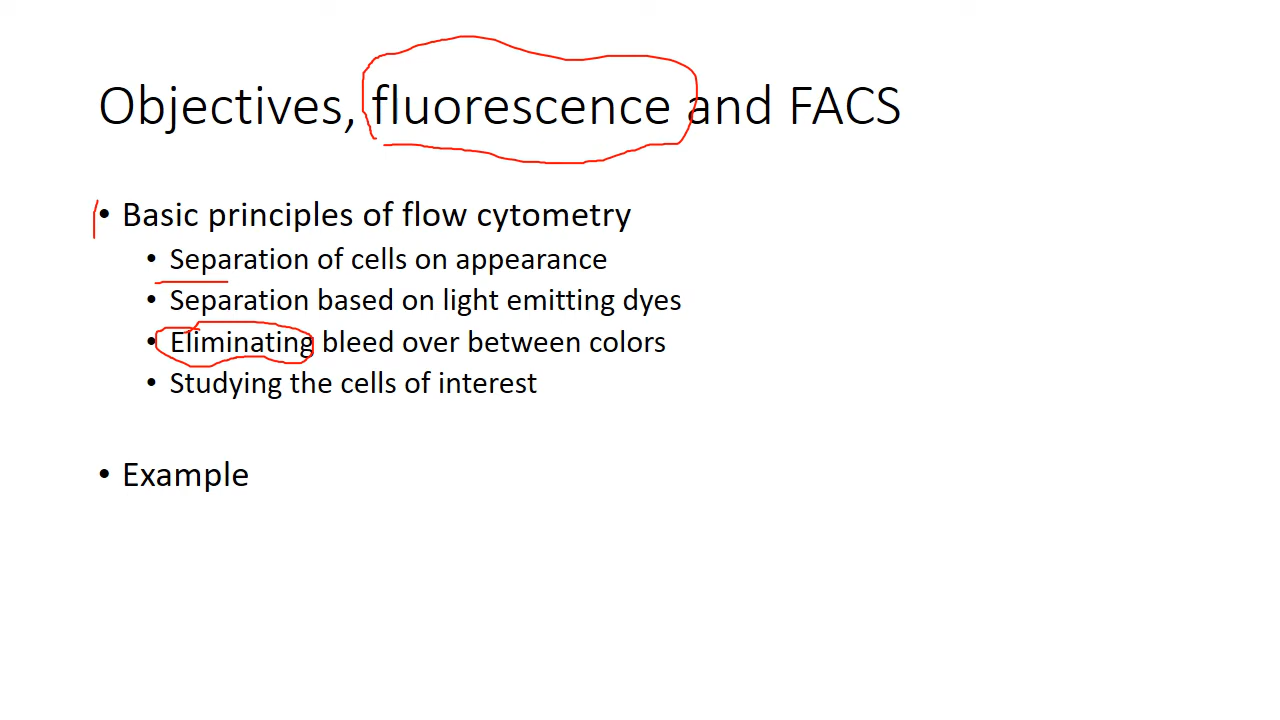 Objectives, fluorescence and FACS
• Basic principles of flow cytometry
• Separation of cells on appearance
• Separation based on light emitting dyes
• Eliminating bleed over between colors
• Studying the cells of interest
• Example